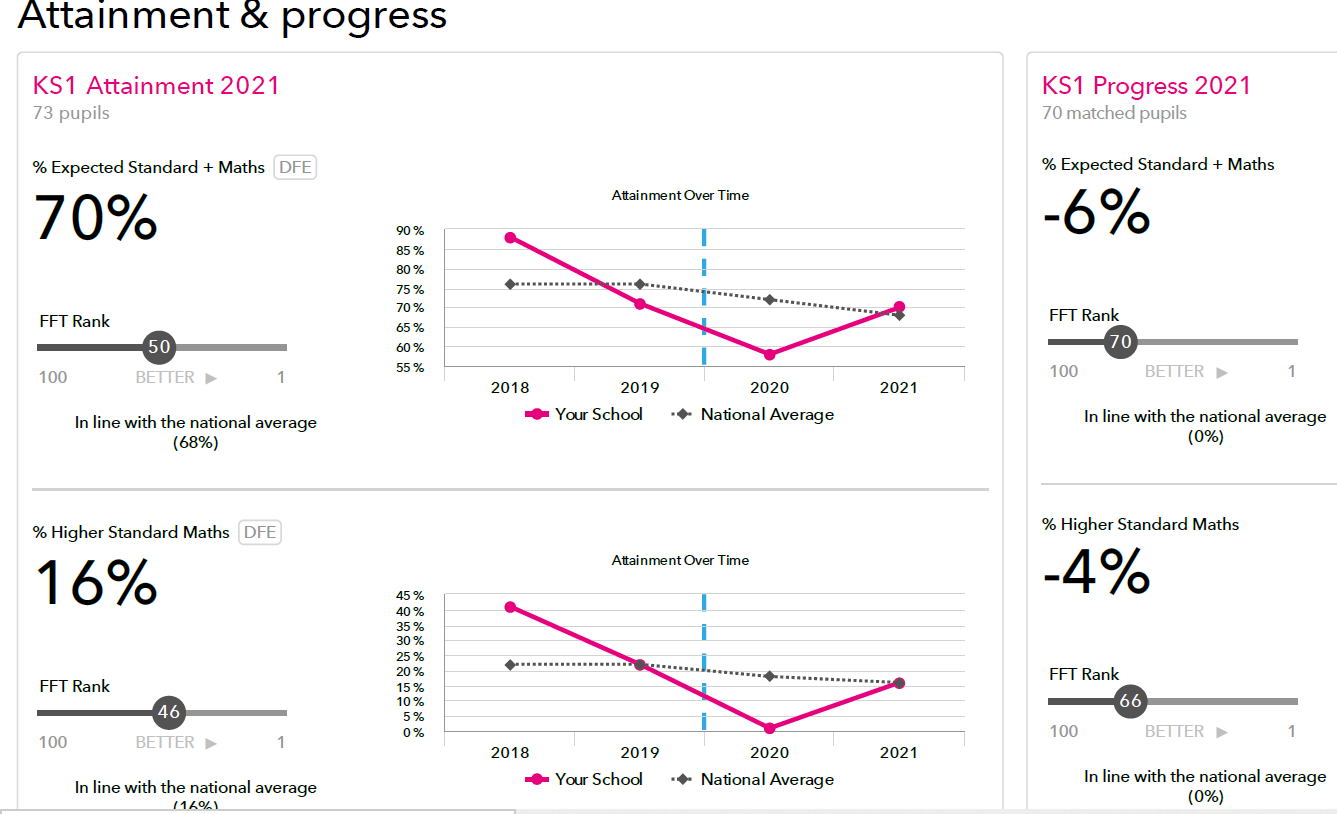 Attainment & progress
KS1 Attainment 2021
73 pupils
% Expected Standard + Maths DFE
70%
FFT Rank
50
100 BETTER ▶ 1
In line with the national average
(68%)
Attainment Over Time
90%
85%
80%
75%
70%
65%
60%
55%
2018 2019 2020 2021
Your School National Average
% Higher Standard Maths DFE
16%
FFT Rank
46
100 BETTER ▶ 1
In line with the national average
(16%)
Attainment Over Time
45%
40%
35%
30%
25%
20%
15%
10%
5%
0%
2018 2019 2020 2021
Your School National Average
KS1 Progress 2021
70 matched pupils
% Expected Standard + Maths
-6%
FFT Rank
70
100 BETTER ▶ 1
In line with the national average
(0%)
% Higher Standard Maths
-4%
FFT Rank
66
100 BETTER ▶ 1
In line with the national average
(0%)